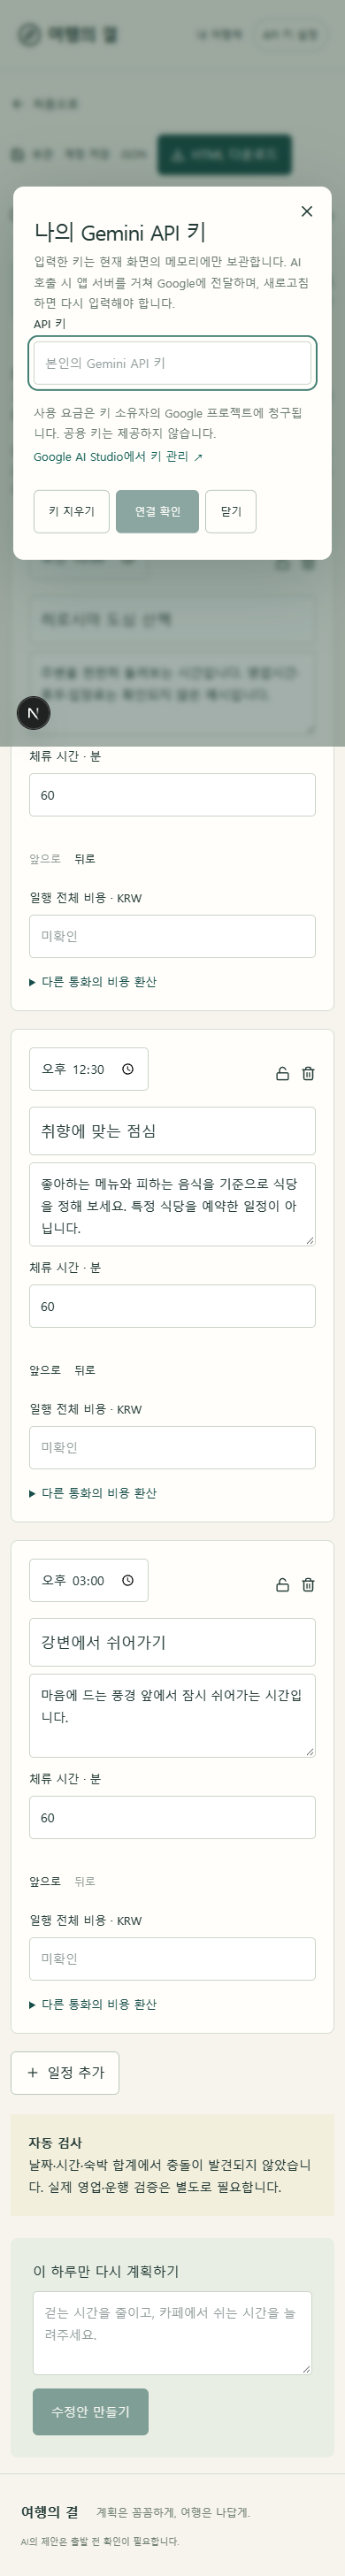 여행의 결
← 처음으로
HTML 다운로드
나의 Gemini API 키
입력한 키는 현재 화면의 메모리에만 보관합니다. AI
호출 시 앱 서버를 거쳐 Google에 전달하며, 새로고침
하면 다시 입력해야 합니다.
API 키
본인의 Gemini API 키
사용 요금은 키 소유자의 Google 프로젝트에 청구됩
니다. 공용 키는 제공하지 않습니다.
Google AI Studio에서 키 관리 ↗
키 지우기 연결 확인 닫기
히로시마 도심 산책
N
체류 시간 · 분
60
앞으로 뒤로
일행 전체 비용 · KRW
미확인
▶ 다른 통화의 비용 환산
오후 12:30
취향에 맞는 점심
좋아하는 메뉴와 피하는 음식을 기준으로 식당
을 정해 보세요. 특정 식당을 예약한 일정이 아
닙니다.
체류 시간 · 분
60
앞으로 뒤로
일행 전체 비용 · KRW
미확인
▶ 다른 통화의 비용 환산
오후 03:00
강변에서 쉬어가기
마음에 드는 풍경 앞에서 잠시 쉬어가는 시간입
니다.
체류 시간 · 분
60
앞으로 뒤로
일행 전체 비용 · KRW
미확인
▶ 다른 통화의 비용 환산
+ 일정 추가
자동 검사
날짜·시간·숙박 합계에서 충돌이 발견되지 않았습니
다. 실제 영업·운행 검증은 별도로 필요합니다.
이 하루만 다시 계획하기
걷는 시간을 줄이고, 카페에서 쉬는 시간을 늘
려주세요.
수정안 만들기
여행의 결 계획은 꼼꼼하게, 여행은 나답게.
AI의 제안은 출발 전 확인이 필요합니다.